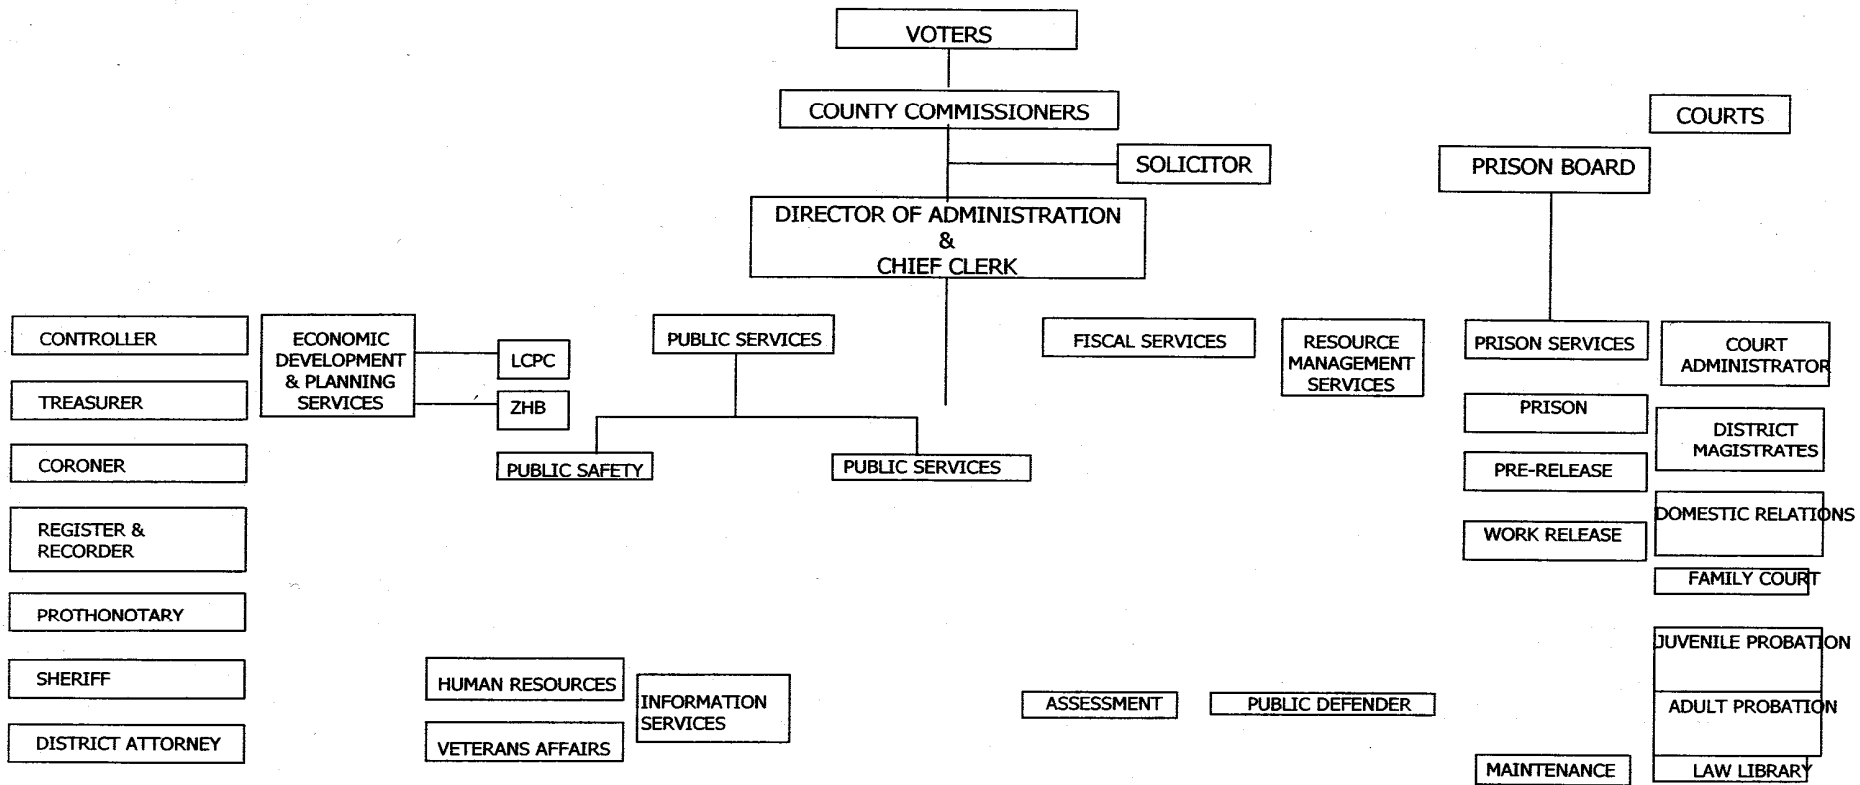 VOTERS
COUNTY COMMISSIONERS
COURTS
SOLICITOR
PRISON BOARD
DIRECTOR OF ADMINISTRATION
&
CHIEF CLERK
CONTROLLER
TREASURER
CORONER
REGISTER &
RECORDER
PROTHONOTARY
SHERIFF
DISTRICT ATTORNEY
ECONOMIC
DEVELOPMENT
& PLANNING
SERVICES
LCPC
ZHB
PUBLIC SERVICES
PUBLIC SAFETY
PUBLIC SERVICES
FISCAL SERVICES
RESOURCE
MANAGEMENT
SERVICES
PRISON SERVICES
PRISON
PRE-RELEASE
WORK RELEASE
COURT
ADMINISTRATOR
DISTRICT
MAGISTRATES
DOMESTIC RELATIONS
FAMILY COURT
JUVENILE PROBATION
ADULT PROBATION
LAW LIBRARY
HUMAN RESOURCES
VETERANS AFFAIRS
INFORMATION
SERVICES
ASSESSMENT
PUBLIC DEFENDER
MAINTENANCE